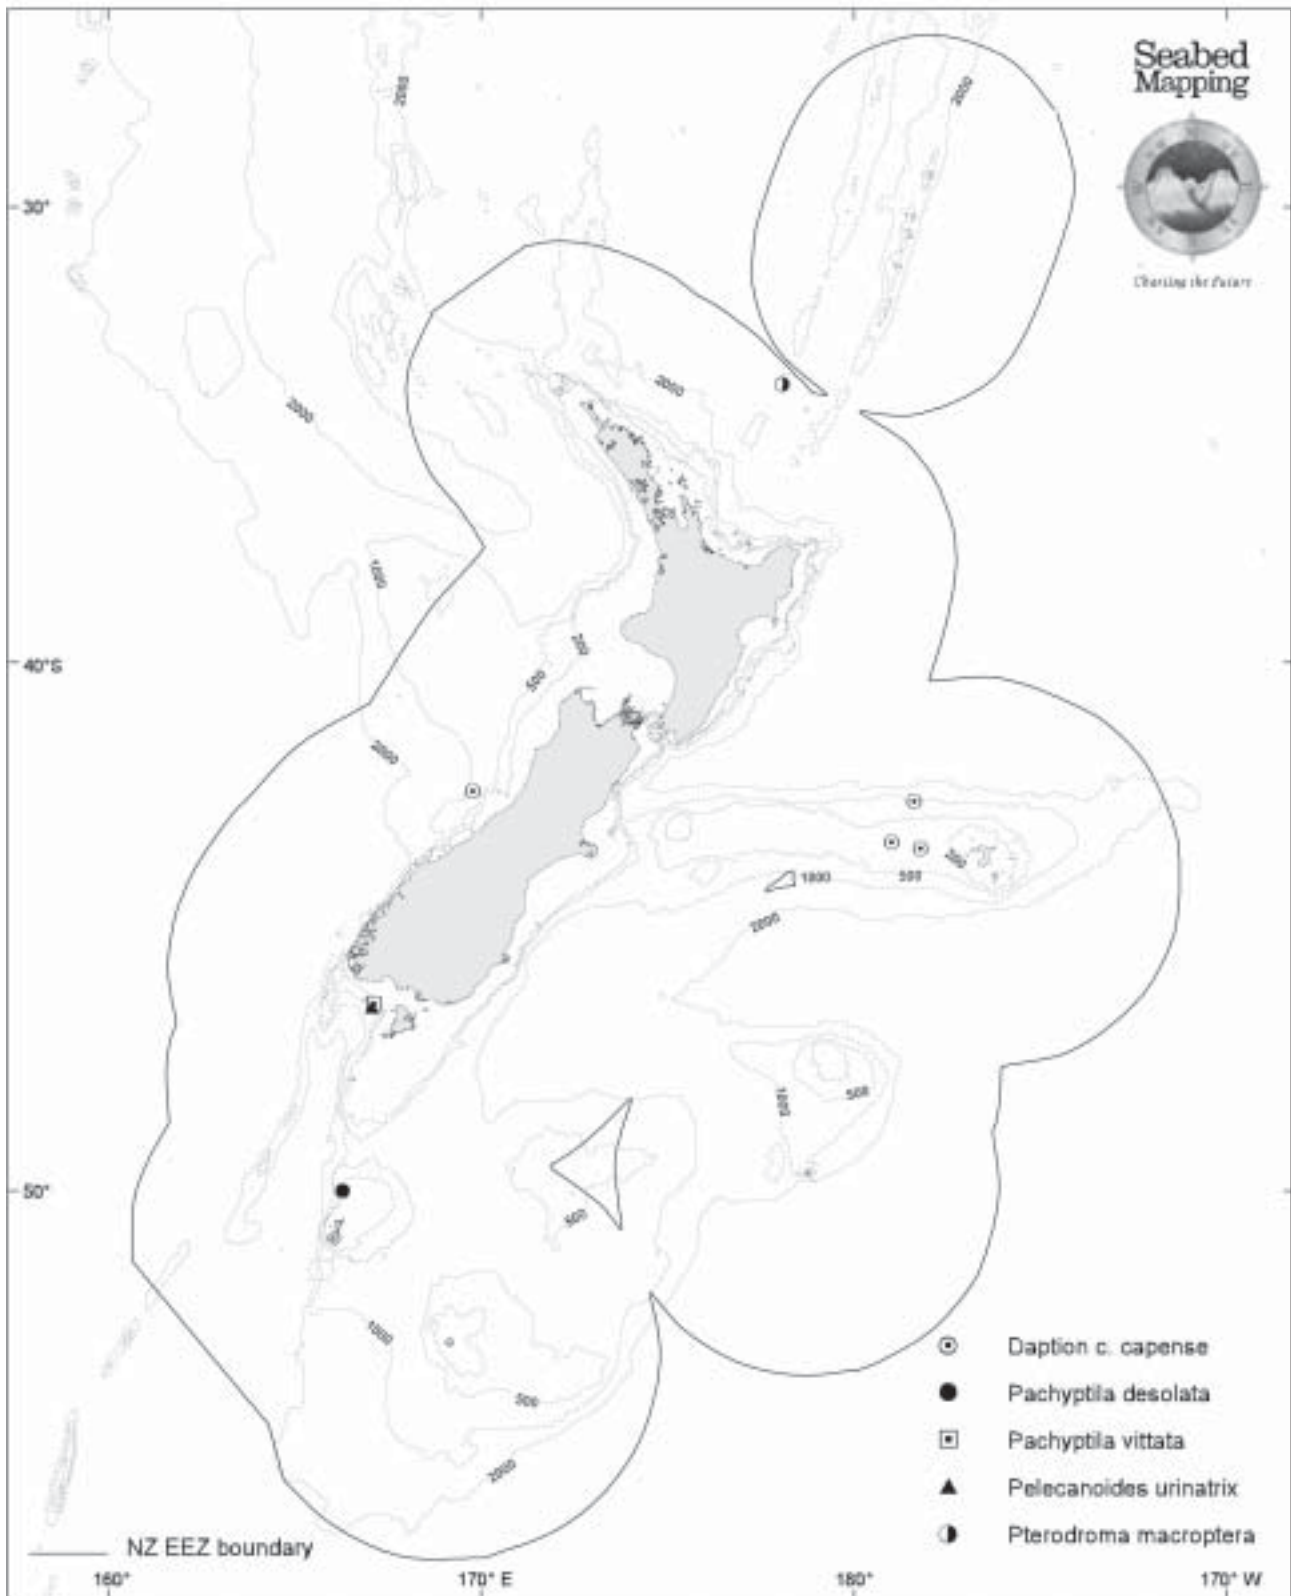 Seabed
Mapping
Charting the Future
2000
2000
30°
2000
2000
1000
200
40°S
500
2000
200
1000
500
2000
1000
500
50°
500
1000
500
2000
Daption c. capense
Pachyptila desolata
Pachyptila vittata
Pelecanoides urinatrix
Pterodroma macroptera
NZ EEZ boundary
160°
170° E
180°
170° W